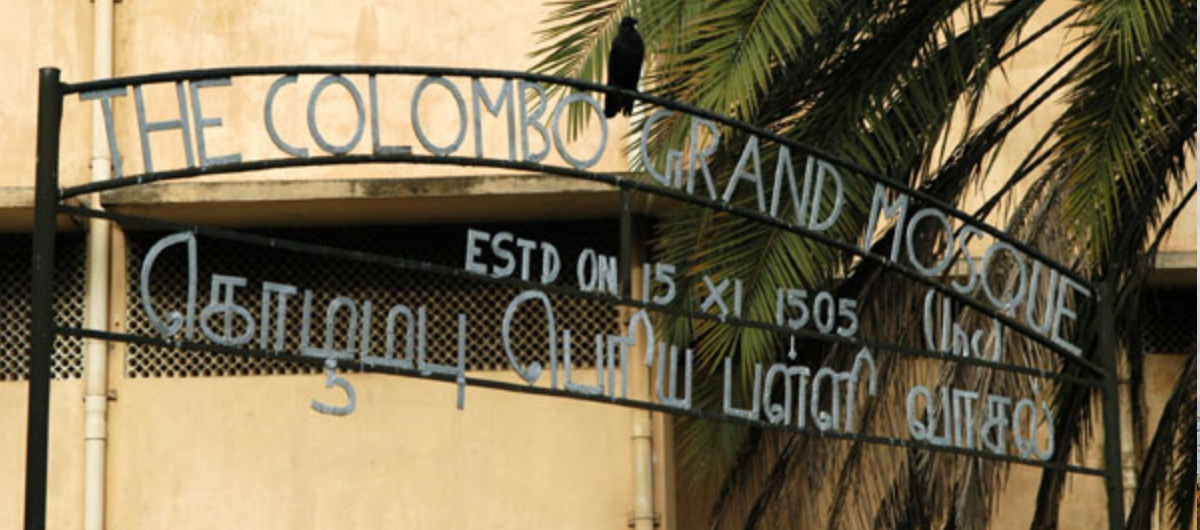 THE COLOMBO GRAND MOSQUE
ESTD ON 15 XI 1505 (Inc)
கொழும்பு பெரிய பள்ளி வாசல்